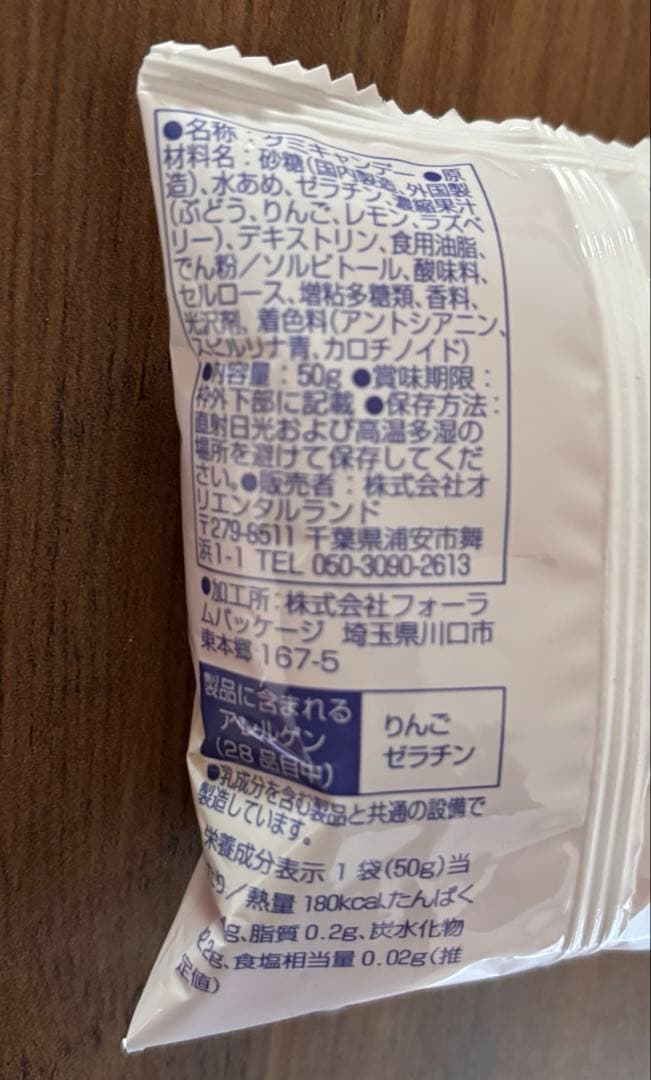 ●名称：グミキャンデー ●原
材料名：砂糖(国内製造、外国製
造)、水あめ、ゼラチン、濃縮果汁
(ぶどう、りんご、レモン、ラズベ
リー)、デキストリン、食用油脂、
でん粉／ソルビトール、酸味料、
セルロース、増粘多糖類、香料、
光沢剤、着色料(アントシアニン、
スピルリナ青、カロチノイド)
●内容量：50g ●賞味期限：
枠外下部に記載 ●保存方法：
直射日光および高温多湿の
場所を避けて保存してくだ
さい。●販売者：株式会社オ
リエンタルランド
〒279-8511 千葉県浦安市舞
浜1-1 TEL 050-3090-2613
●加工所：株式会社フォーラ
ムパッケージ 埼玉県川口市
東本郷 167-5
製品に含まれる
アレルゲン
(28品目中)
りんご
ゼラチン
●乳成分を含む製品と共通の設備で
製造しています。
栄養成分表示 1 袋(50g)当
たり／熱量 180kcal、たんぱく
g、脂質 0.2g、炭水化物
2g、食塩相当量 0.02g(推
定値)